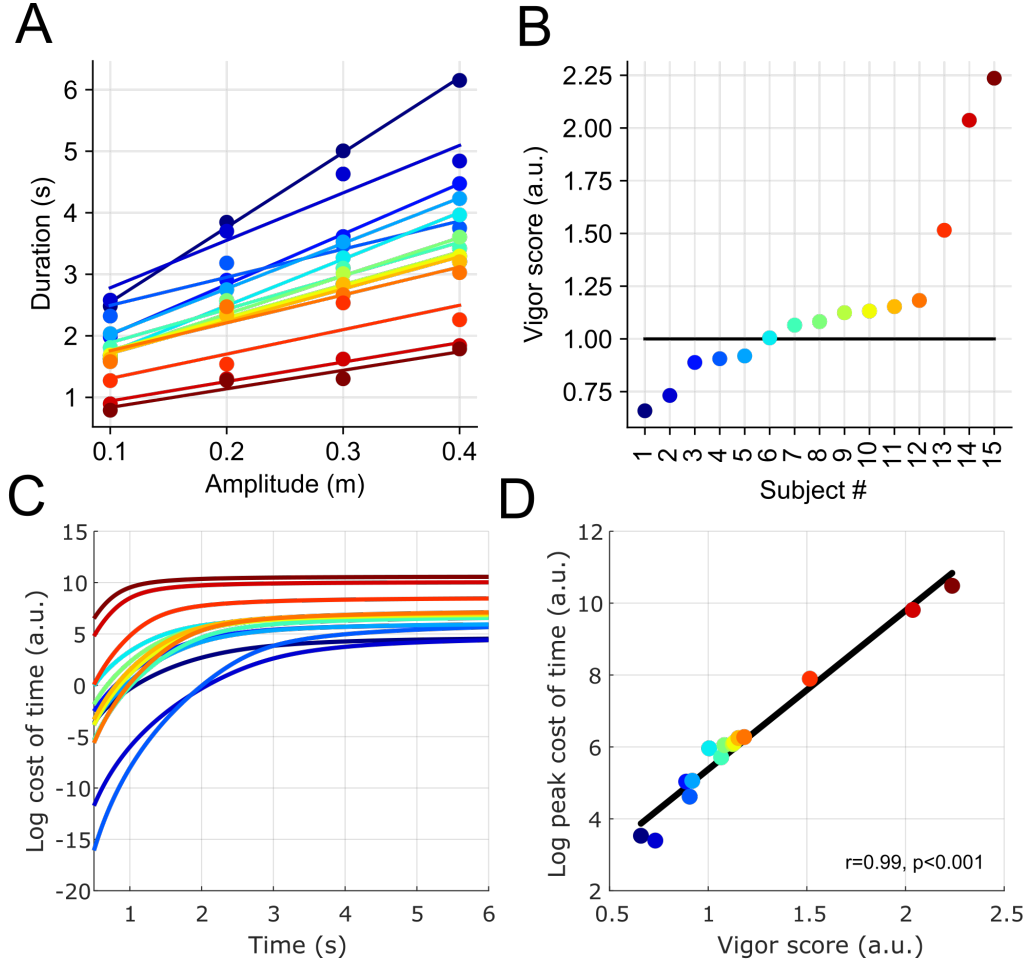 A
Duration (s)
6
5
4
3
2
1
0.1 0.2 0.3 0.4
Amplitude (m)
B
Vigor score (a.u.)
2.25
2.00
1.75
1.50
1.25
1.00
0.75
1 2 3 4 5 6 7 8 9 10 11 12 13 14 15
Subject #
C
Log cost of time (a.u.)
15
10
5
0
-5
-10
-15
-20
1 2 3 4 5 6
Time (s)
D
Log peak cost of time (a.u.)
12
10
8
6
4
2
r=0.99, p<0.001
0.5 1 1.5 2 2.5
Vigor score (a.u.)